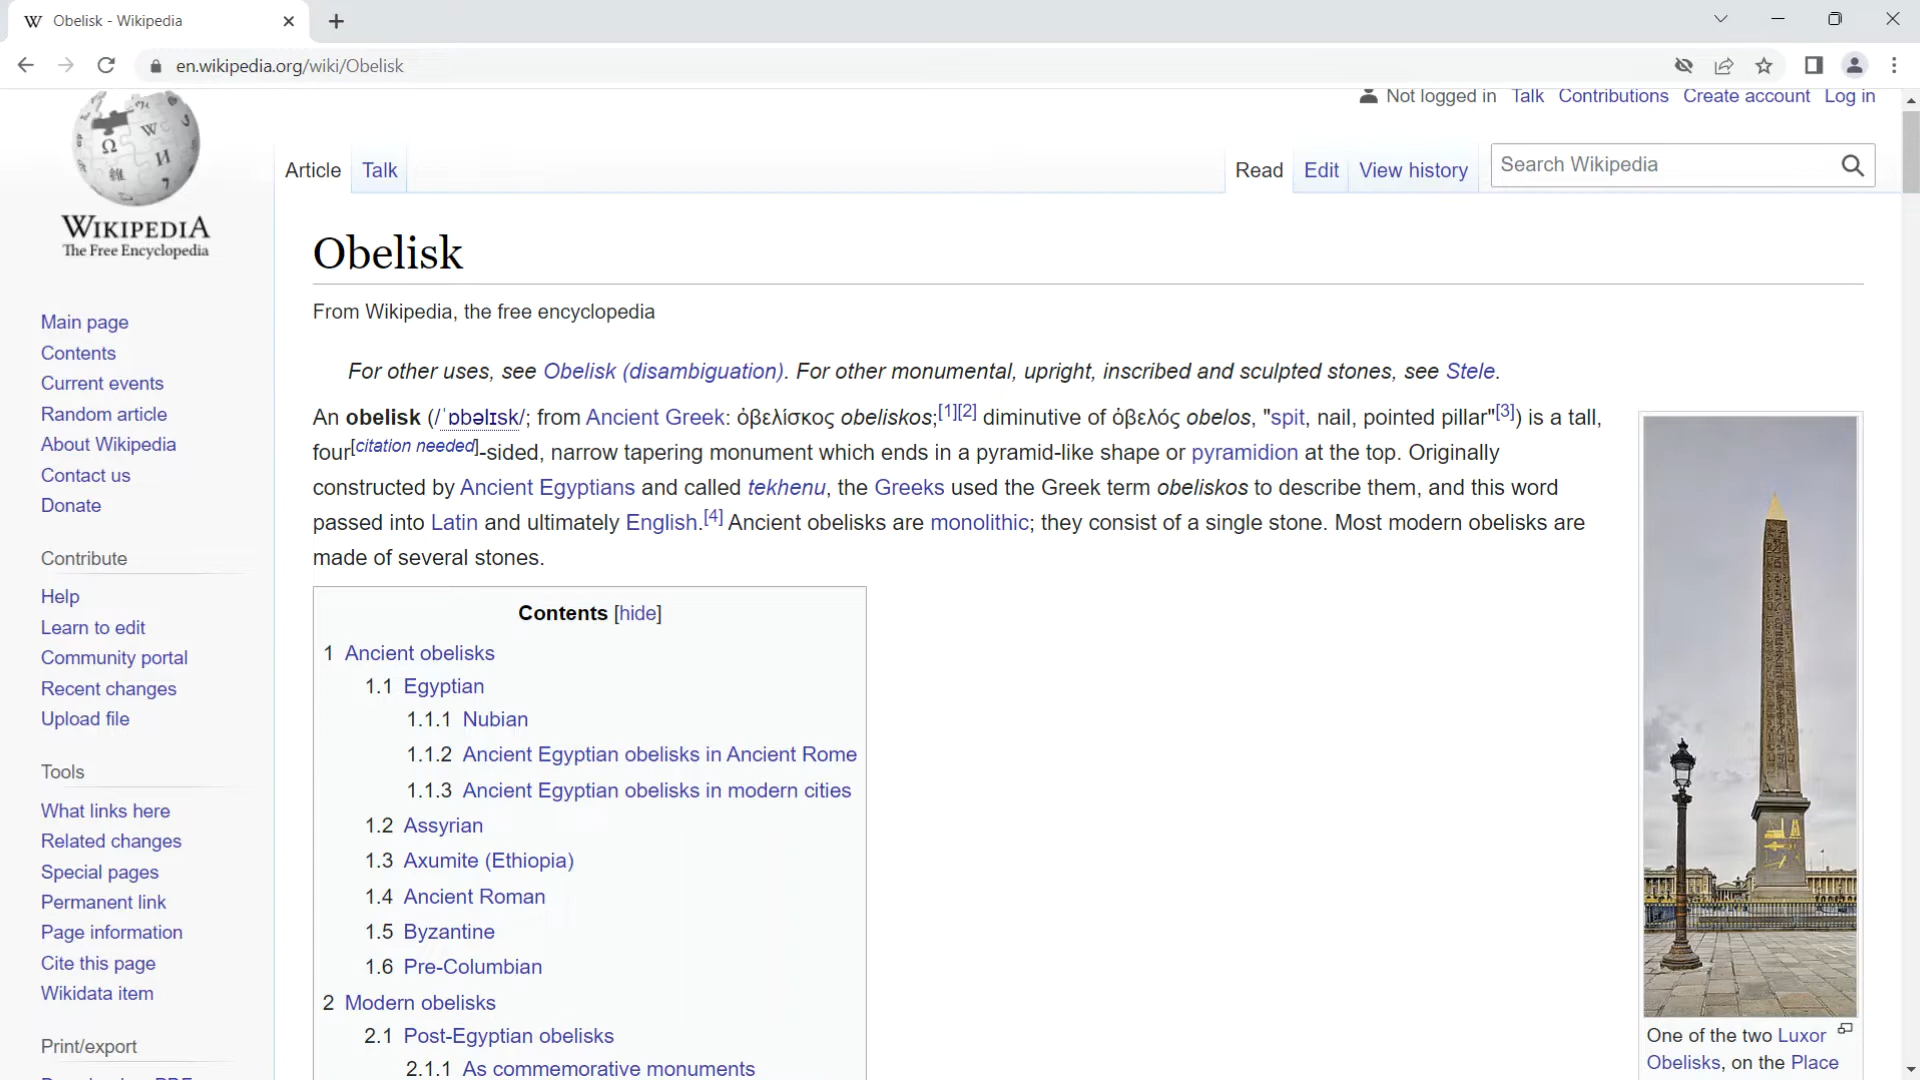 Obelisk - Wikipedia
en.wikipedia.org/wiki/Obelisk
Not logged in Talk Contributions Create account Log in
Article Talk Read Edit View history Search Wikipedia
WIKIPEDIA
The Free Encyclopedia
Main page
Contents
Current events
Random article
About Wikipedia
Contact us
Donate
Contribute
Help
Learn to edit
Community portal
Recent changes
Upload file
Tools
What links here
Related changes
Special pages
Permanent link
Page information
Cite this page
Wikidata item
Print/export
Obelisk
From Wikipedia, the free encyclopedia
For other uses, see Obelisk (disambiguation). For other monumental, upright, inscribed and sculpted stones, see Stele.
An obelisk (/ˈɒbəlɪsk/; from Ancient Greek: ὀβελίσκος obeliskos;[1][2] diminutive of ὀβελός obelos, "spit, nail, pointed pillar"[3]) is a tall,
four[citation needed]-sided, narrow tapering monument which ends in a pyramid-like shape or pyramidion at the top. Originally
constructed by Ancient Egyptians and called tekhenu, the Greeks used the Greek term obeliskos to describe them, and this word
passed into Latin and ultimately English.[4] Ancient obelisks are monolithic; they consist of a single stone. Most modern obelisks are
made of several stones.
Contents [hide]
1 Ancient obelisks
1.1 Egyptian
1.1.1 Nubian
1.1.2 Ancient Egyptian obelisks in Ancient Rome
1.1.3 Ancient Egyptian obelisks in modern cities
1.2 Assyrian
1.3 Axumite (Ethiopia)
1.4 Ancient Roman
1.5 Byzantine
1.6 Pre-Columbian
2 Modern obelisks
2.1 Post-Egyptian obelisks
2.1.1 As commemorative monuments
One of the two Luxor
Obelisks, on the Place